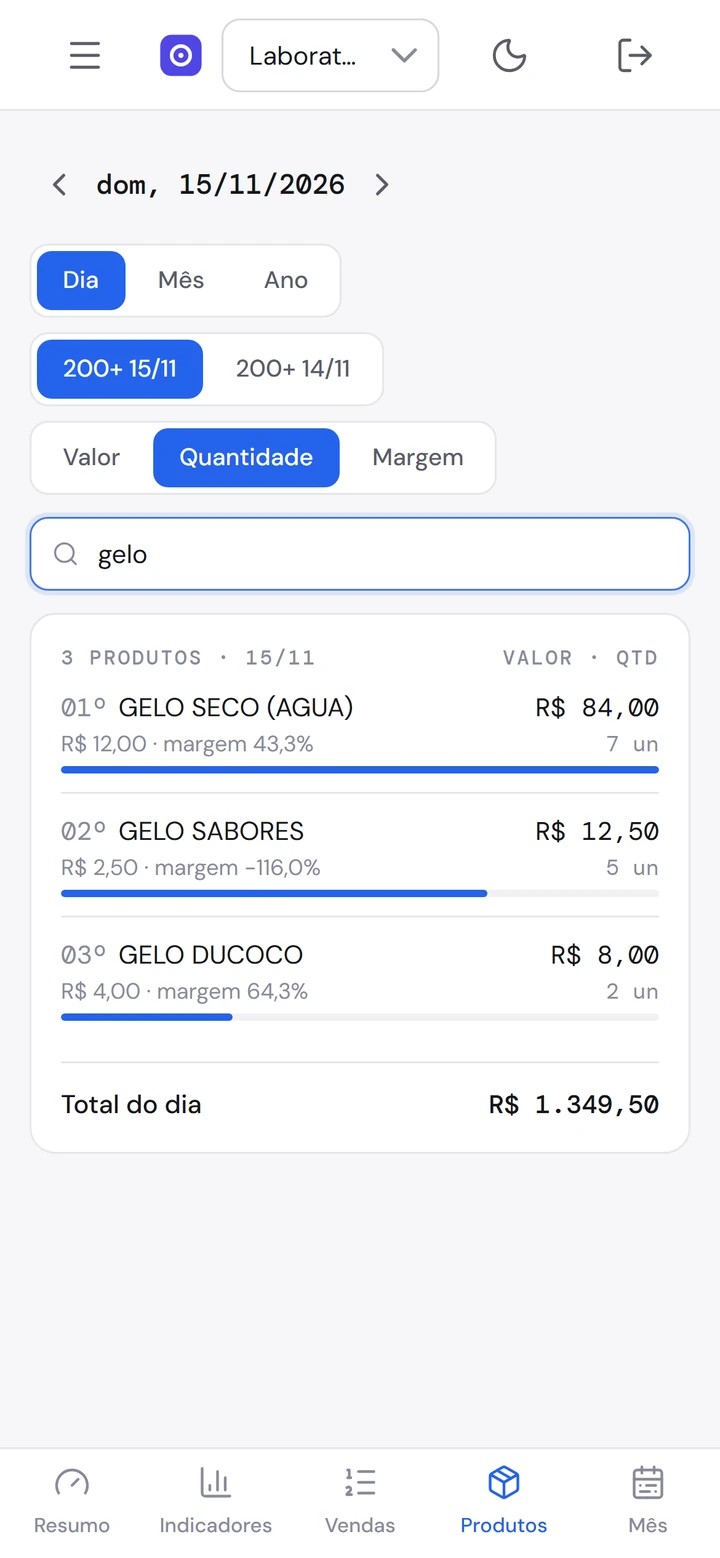 Laborat...
dom, 15/11/2026
Dia Mês Ano
200+ 15/11 200+ 14/11
Valor Quantidade Margem
gelo
3 PRODUTOS · 15/11 VALOR · QTD
01º GELO SECO (AGUA) R$ 84,00
R$ 12,00 · margem 43,3% 7 un
02º GELO SABORES R$ 12,50
R$ 2,50 · margem -116,0% 5 un
03º GELO DUCOCO R$ 8,00
R$ 4,00 · margem 64,3% 2 un
Total do dia R$ 1.349,50
Resumo Indicadores Vendas Produtos Mês